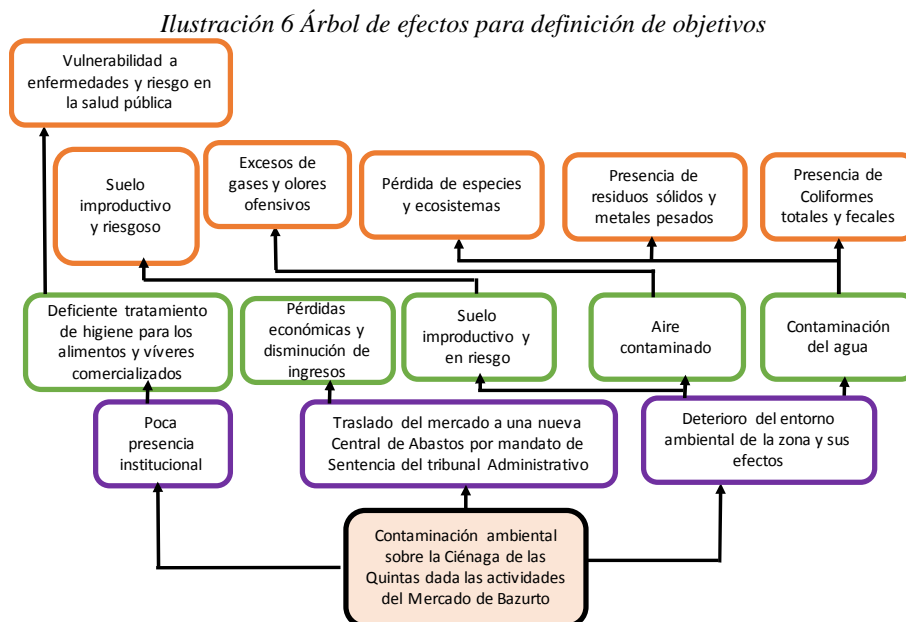 Ilustración 6 Árbol de efectos para definición de objetivos
Vulnerabilidad a
enfermedades y riesgo en
la salud pública
Suelo
improductivo
y riesgoso
Excesos de
gases y olores
ofensivos
Pérdida de especies
y ecosistemas
Presencia de
residuos sólidos y
metales pesados
Presencia de
Coliformes
totales y fecales
Deficiente tratamiento
de higiene para los
alimentos y víveres
comercializados
Pérdidas
económicas y
disminución de
ingresos
Suelo
improductivo y
en riesgo
Aire
contaminado
Contaminación
del agua
Poca
presencia
institucional
Traslado del mercado a una nueva
Central de Abastos por mandato de
Sentencia del tribunal Administrativo
Deterioro del entorno
ambiental de la zona y sus
efectos
Contaminación ambiental
sobre la Ciénaga de las
Quintas dada las actividades
del Mercado de Bazurto